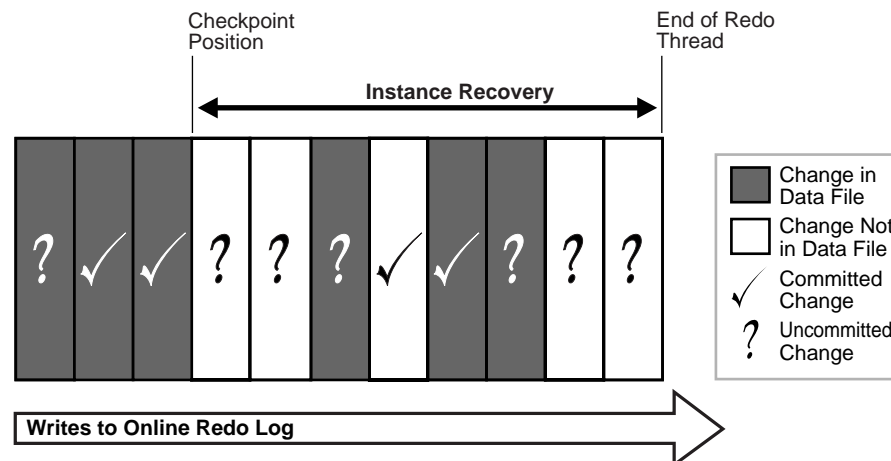 Checkpoint
Position
End of Redo
Thread
Instance Recovery
?
?
?
?
?
?
?
Change in
Data File
Change Not
in Data File
Committed
Change
?
Uncommitted
Change
Writes to Online Redo Log